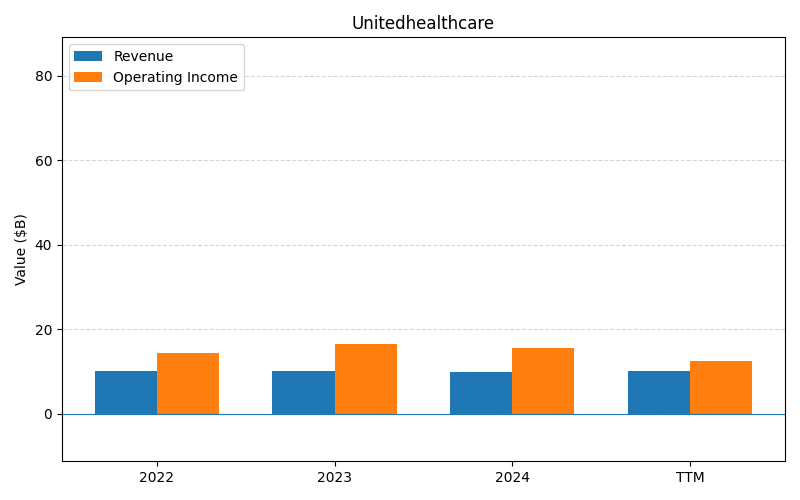 Unitedhealthcare
Revenue
Operating Income
Value ($B)
80
60
40
20
0
2022 2023 2024 TTM